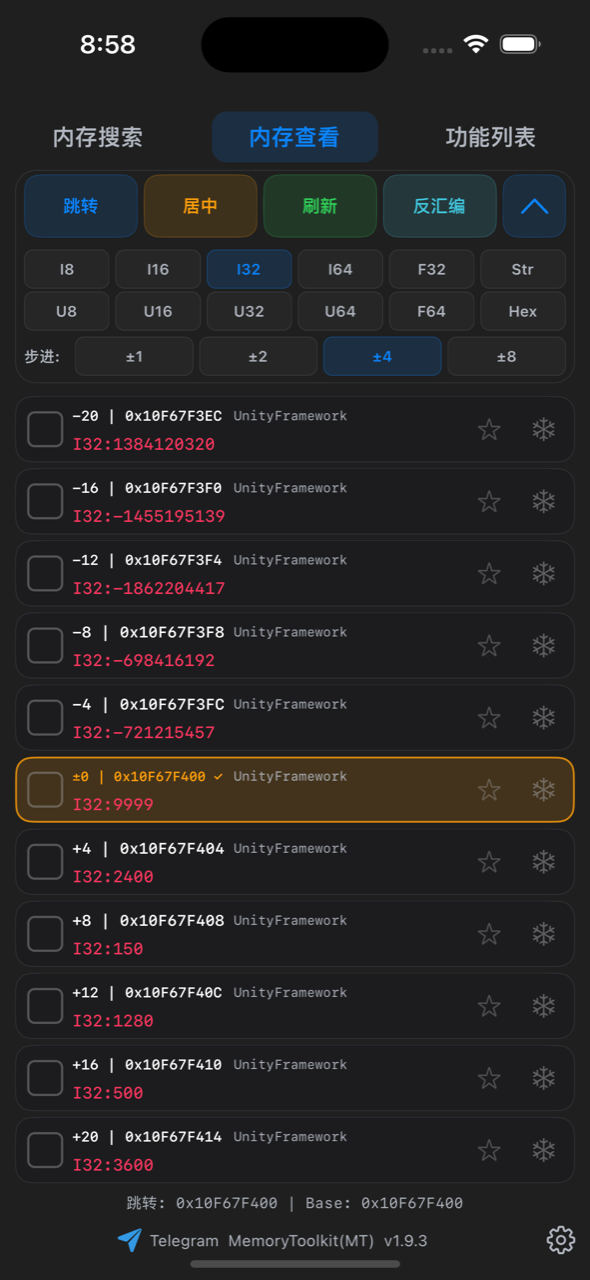 8:58
内存搜索 内存查看 功能列表
跳转 居中 刷新 反汇编
I8 I16 I32 I64 F32 Str
U8 U16 U32 U64 F64 Hex
步进: ±1 ±2 ±4 ±8
−20 | 0x10F67F3EC UnityFramework
I32:1384120320
−16 | 0x10F67F3F0 UnityFramework
I32:−1455195139
−12 | 0x10F67F3F4 UnityFramework
I32:−1862204417
−8 | 0x10F67F3F8 UnityFramework
I32:−698416192
−4 | 0x10F67F3FC UnityFramework
I32:−721215457
±0 | 0x10F67F400 ✓ UnityFramework
I32:9999
+4 | 0x10F67F404 UnityFramework
I32:2400
+8 | 0x10F67F408 UnityFramework
I32:150
+12 | 0x10F67F40C UnityFramework
I32:1280
+16 | 0x10F67F410 UnityFramework
I32:500
+20 | 0x10F67F414 UnityFramework
I32:3600
跳转: 0x10F67F400 | Base: 0x10F67F400
Telegram MemoryToolkit(MT) v1.9.3